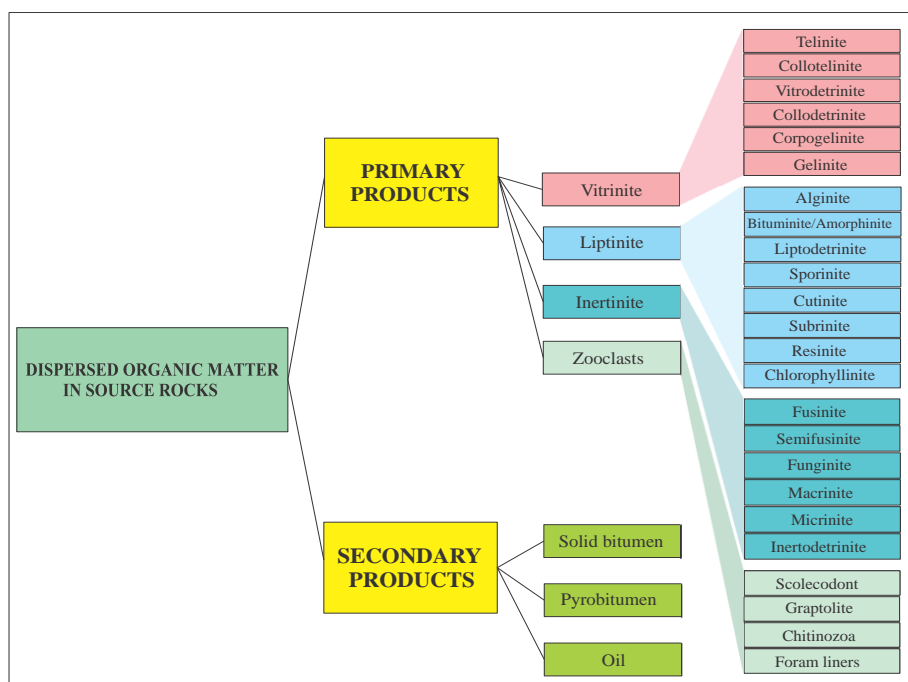 DISPERSED ORGANIC MATTER
IN SOURCE ROCKS
PRIMARY
PRODUCTS
Vitrinite
Liptinite
Inertinite
Zooclasts
Telinite
Collotelinite
Vitrodetrinite
Collodetrinite
Corpogelinite
Gelinite
Alginite
Bituminite/Amorphinite
Liptodetrinite
Sporinite
Cutinite
Subrinite
Resinite
Chlorophyllinite
Fusinite
Semifusinite
Funginite
Macrinite
Micrinite
Inertodetrinite
Scolecodont
Graptolite
Chitinozoa
Foram liners
SECONDARY
PRODUCTS
Solid bitumen
Pyrobitumen
Oil